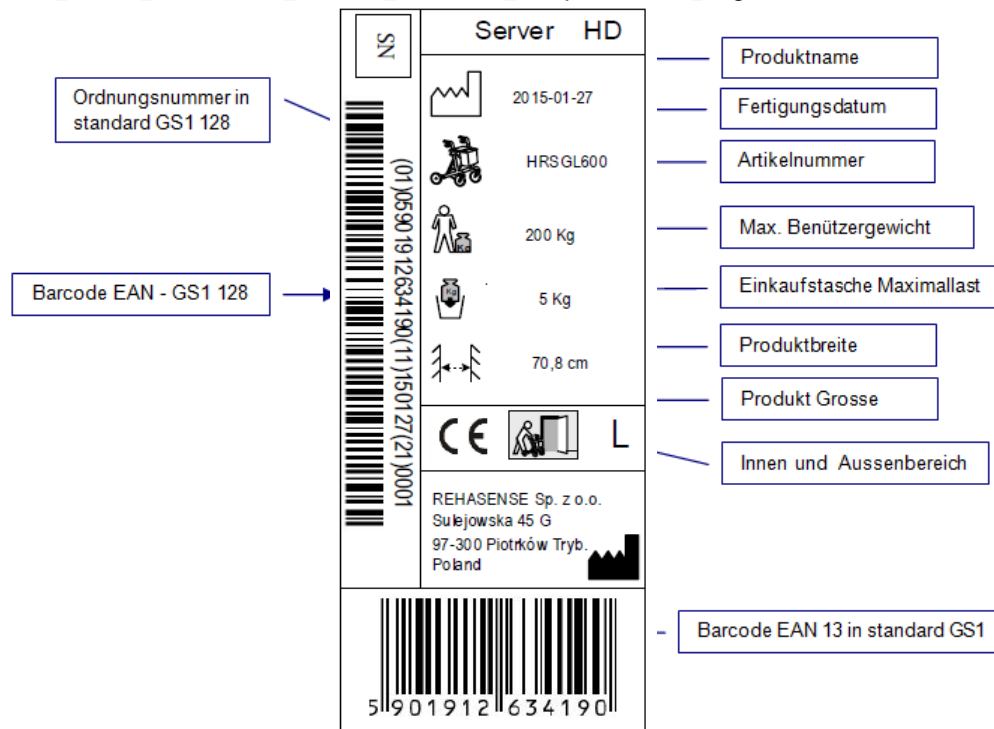 Ordnungsnummer in
standard GS1 128
Barcode EAN - GS1 128
SN
(01)05901912634190(11)150127(21)0001
Server HD
2015-01-27
HRSGL600
Kg
200 Kg
Kg
5 Kg
70,8 cm
CE
L
REHASENSE Sp. z o.o.
Sulejowska 45 G
97-300 Piotrków Tryb.
Poland
5 901912 634190
Produktname
Fertigungsdatum
Artikelnummer
Max. Benützergewicht
Einkaufstasche Maximallast
Produktbreite
Produkt Grosse
Innen und Aussenbereich
Barcode EAN 13 in standard GS1